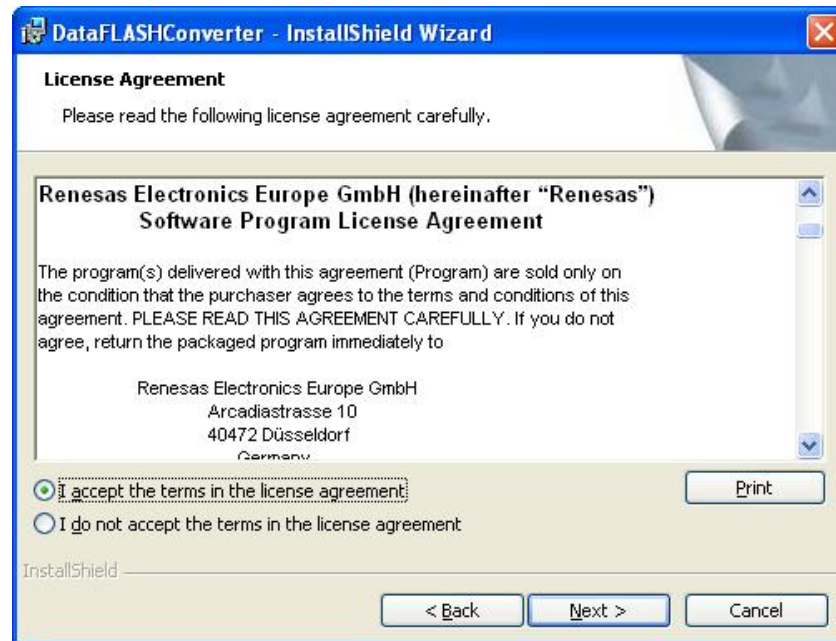 DataFLASHConverter - InstallShield Wizard
License Agreement
Please read the following license agreement carefully.
Renesas Electronics Europe GmbH (hereinafter “Renesas”)
Software Program License Agreement
The program(s) delivered with this agreement (Program) are sold only on
the condition that the purchaser agrees to the terms and conditions of this
agreement. PLEASE READ THIS AGREEMENT CAREFULLY. If you do not
agree, return the packaged program immediately to
Renesas Electronics Europe GmbH
Arcadiastrasse 10
40472 Düsseldorf
Germany
I accept the terms in the license agreement
Print
I do not accept the terms in the license agreement
InstallShield
< Back
Next >
Cancel